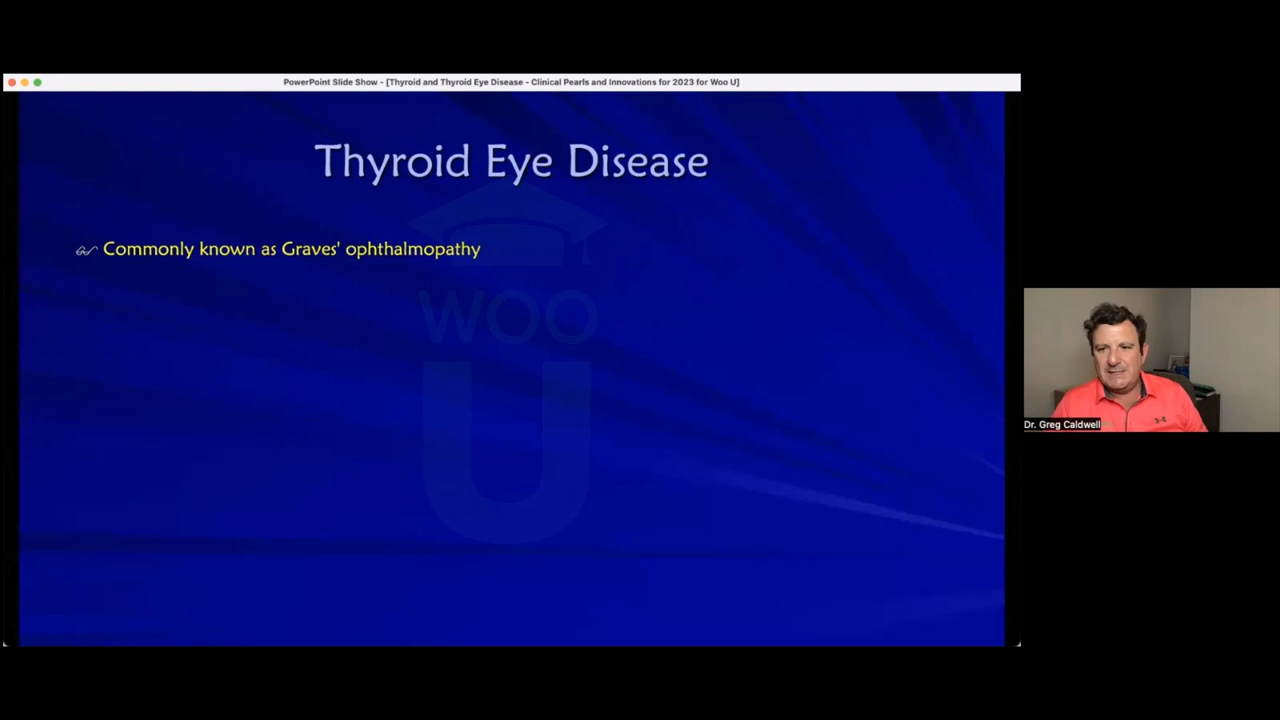 PowerPoint Slide Show - [Thyroid and Thyroid Eye Disease - Clinical Pearls and Innovations for 2023 for Woo U]
Thyroid Eye Disease
Commonly known as Graves' ophthalmopathy
WOO
U
Dr. Greg Caldwell